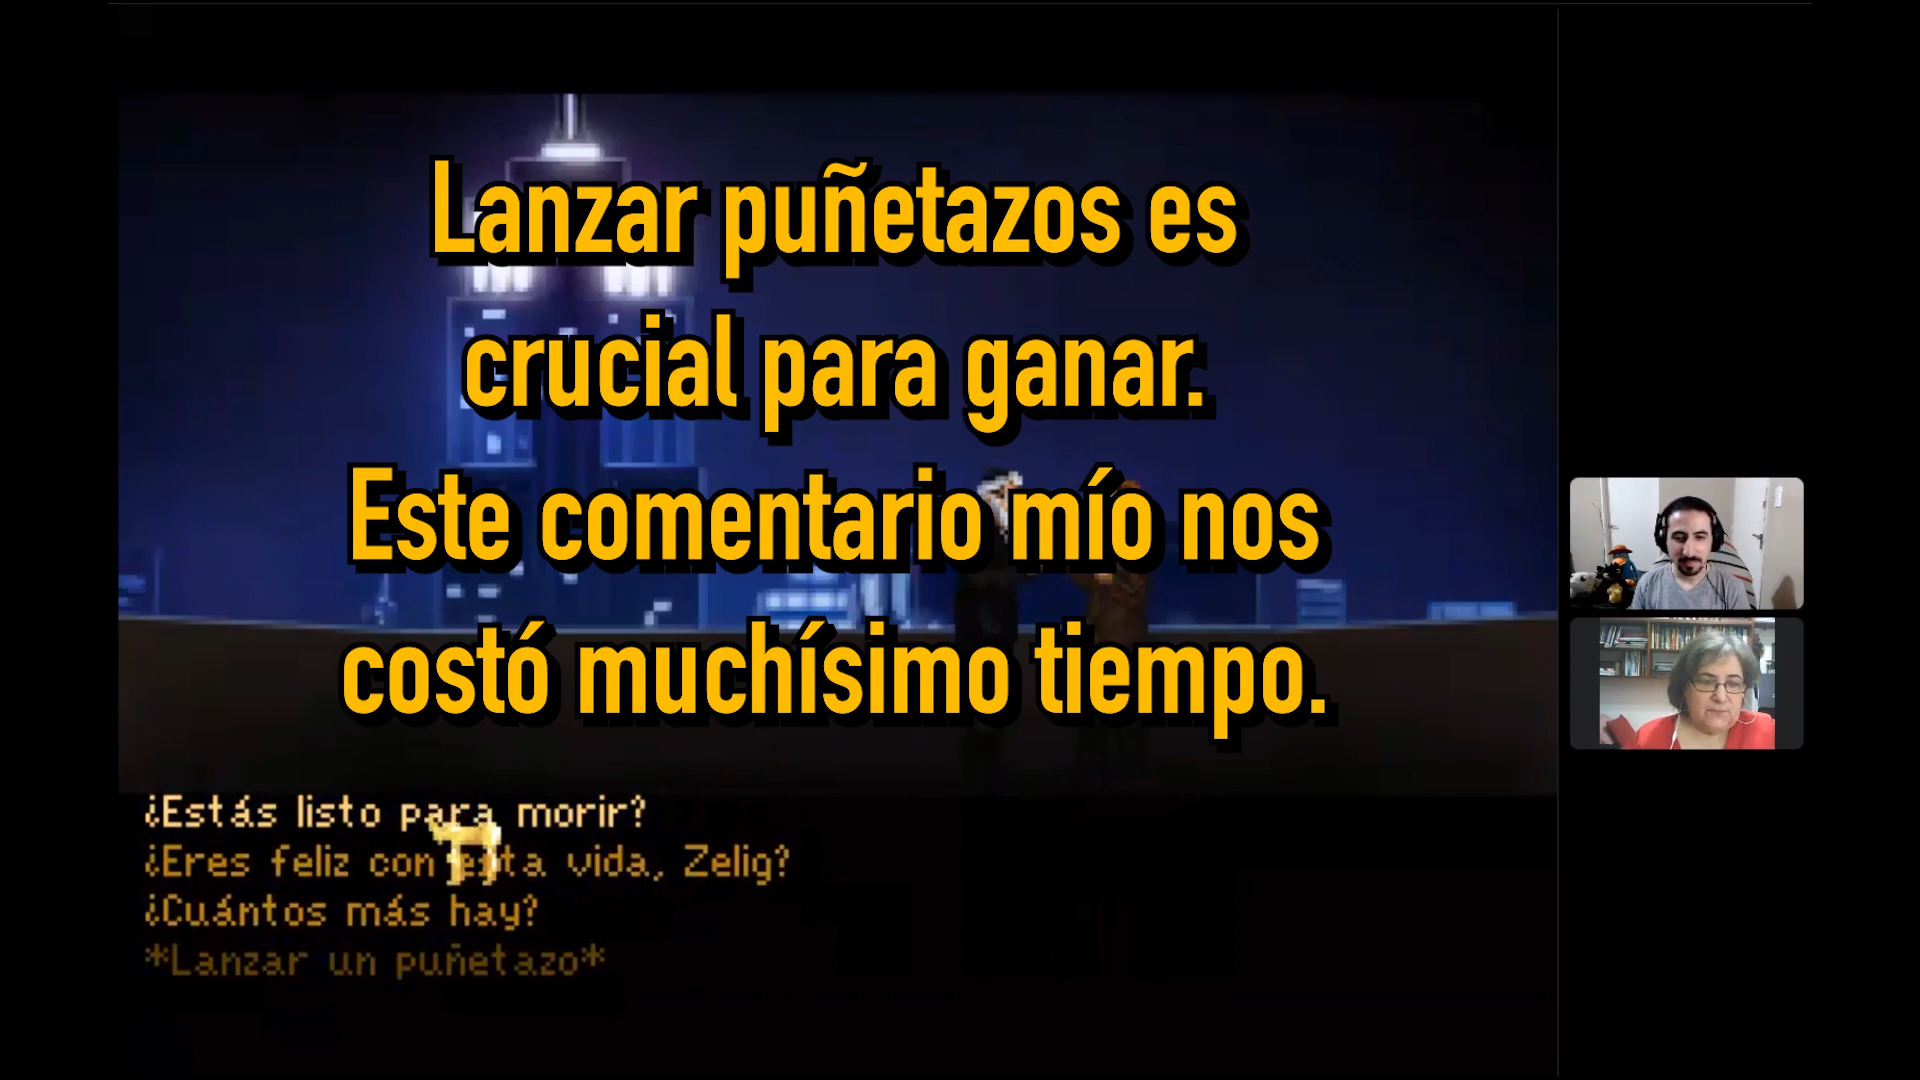 Lanzar puñetazos es
crucial para ganar.
Este comentario mío nos
costó muchísimo tiempo.
¿Estás listo para morir?
¿Eres feliz con esta vida, Zelig?
¿Cuántos más hay?
*Lanzar un puñetazo*